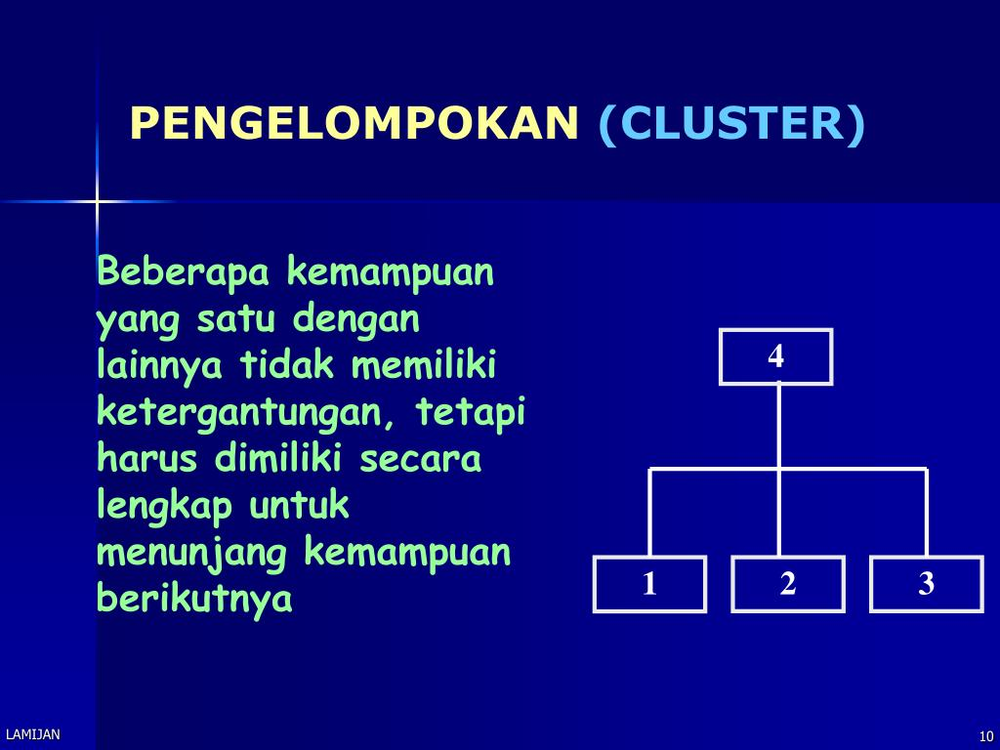 PENGELOMPOKAN (CLUSTER)
Beberapa kemampuan
yang satu dengan
lainnya tidak memiliki
ketergantungan, tetapi
harus dimiliki secara
lengkap untuk
menunjang kemampuan
berikutnya
4
1 2 3
LAMIJAN
10